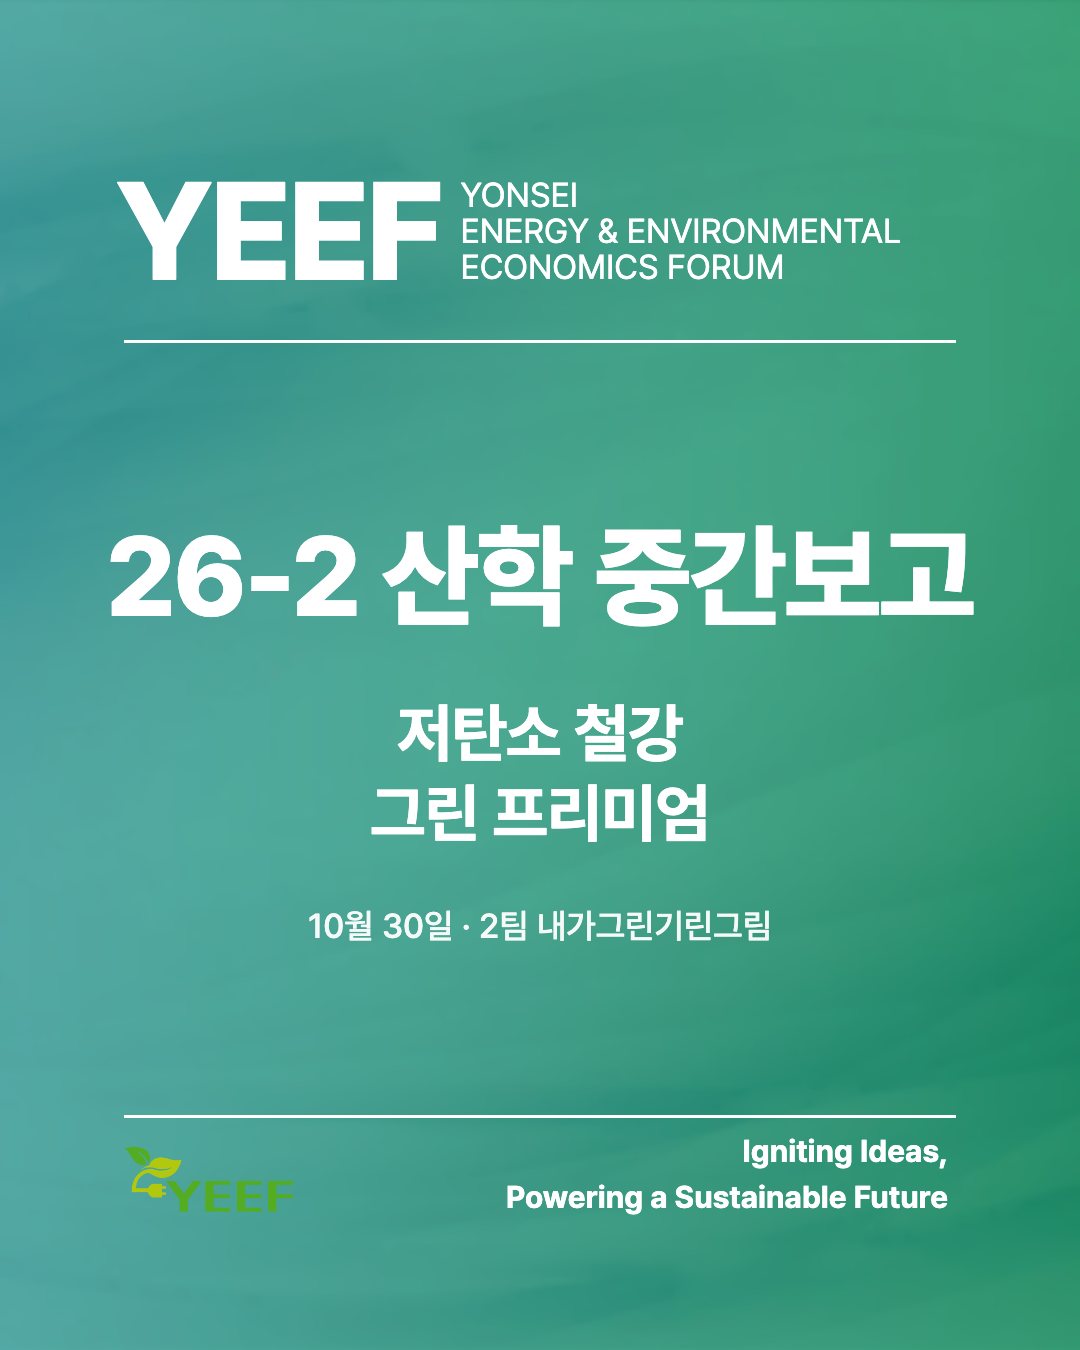 YEEF
YONSEI
ENERGY & ENVIRONMENTAL
ECONOMICS FORUM
26-2 산학 중간보고
저탄소 철강
그린 프리미엄
10월 30일 · 2팀 내가그린기린그림
YEEF
Igniting Ideas,
Powering a Sustainable Future